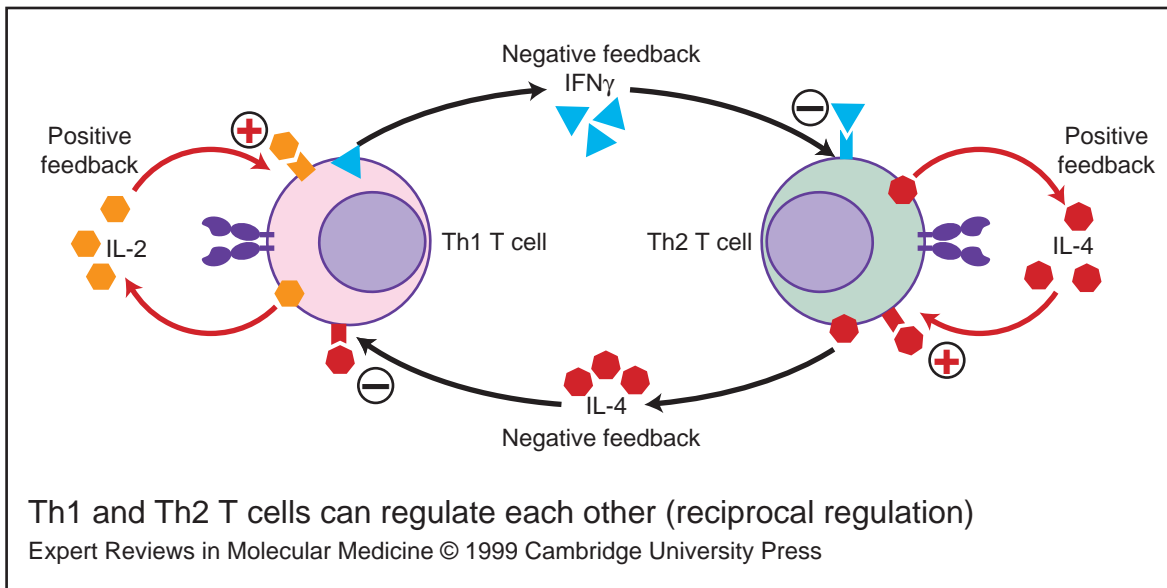 Negative feedback
IFNγ
Positive
feedback
IL-2
Th1 T cell
Th2 T cell
Positive
feedback
IL-4
IL-4
Negative feedback
Th1 and Th2 T cells can regulate each other (reciprocal regulation)
Expert Reviews in Molecular Medicine © 1999 Cambridge University Press